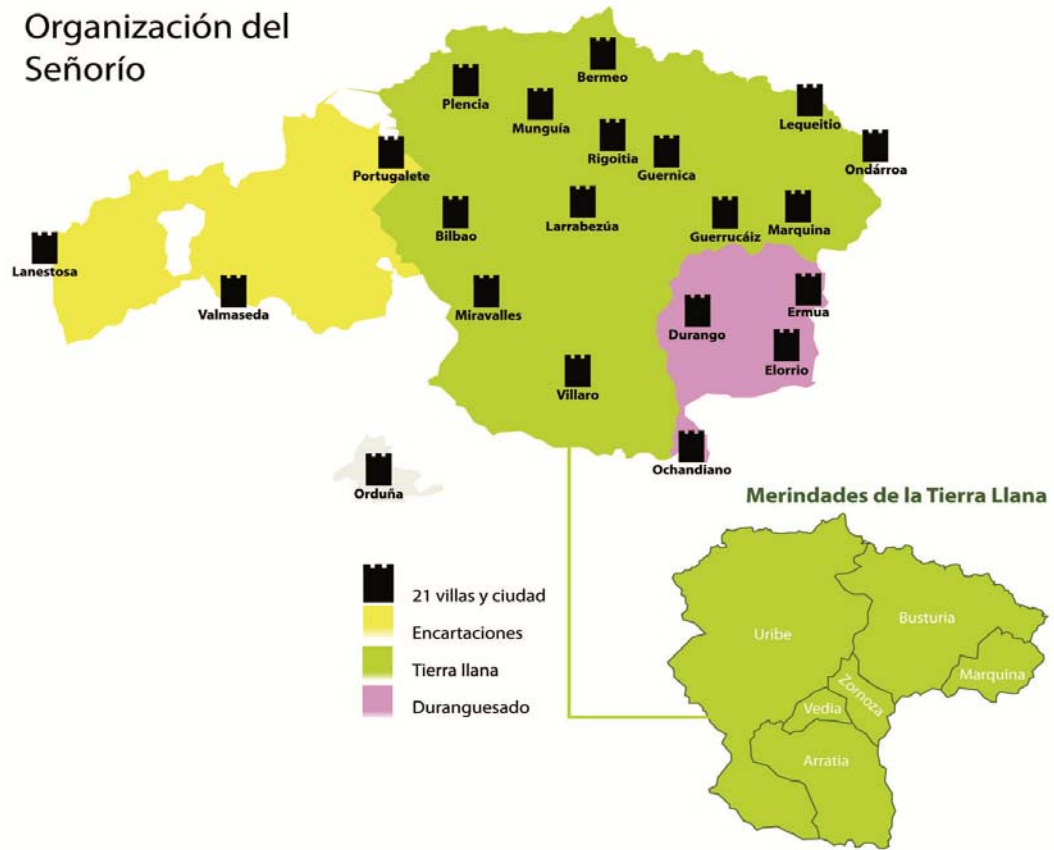 Organización del
Señorío
Bermeo
Plencia
Munguía
Lequeitio
Rigoitia
Ondárroa
Portugalete
Guernica
Larrabezúa
Bilbao
Guerrucáiz
Marquina
Lanestosa
Valmaseda
Miravalles
Ermua
Durango
Elorrio
Villaro
Ochandiano
Orduña
Merindades de la Tierra Llana
21 villas y ciudad
Encartaciones
Tierra llana
Duranguesado
Uribe
Busturia
Marquina
Zornoza
Vedia
Arratia